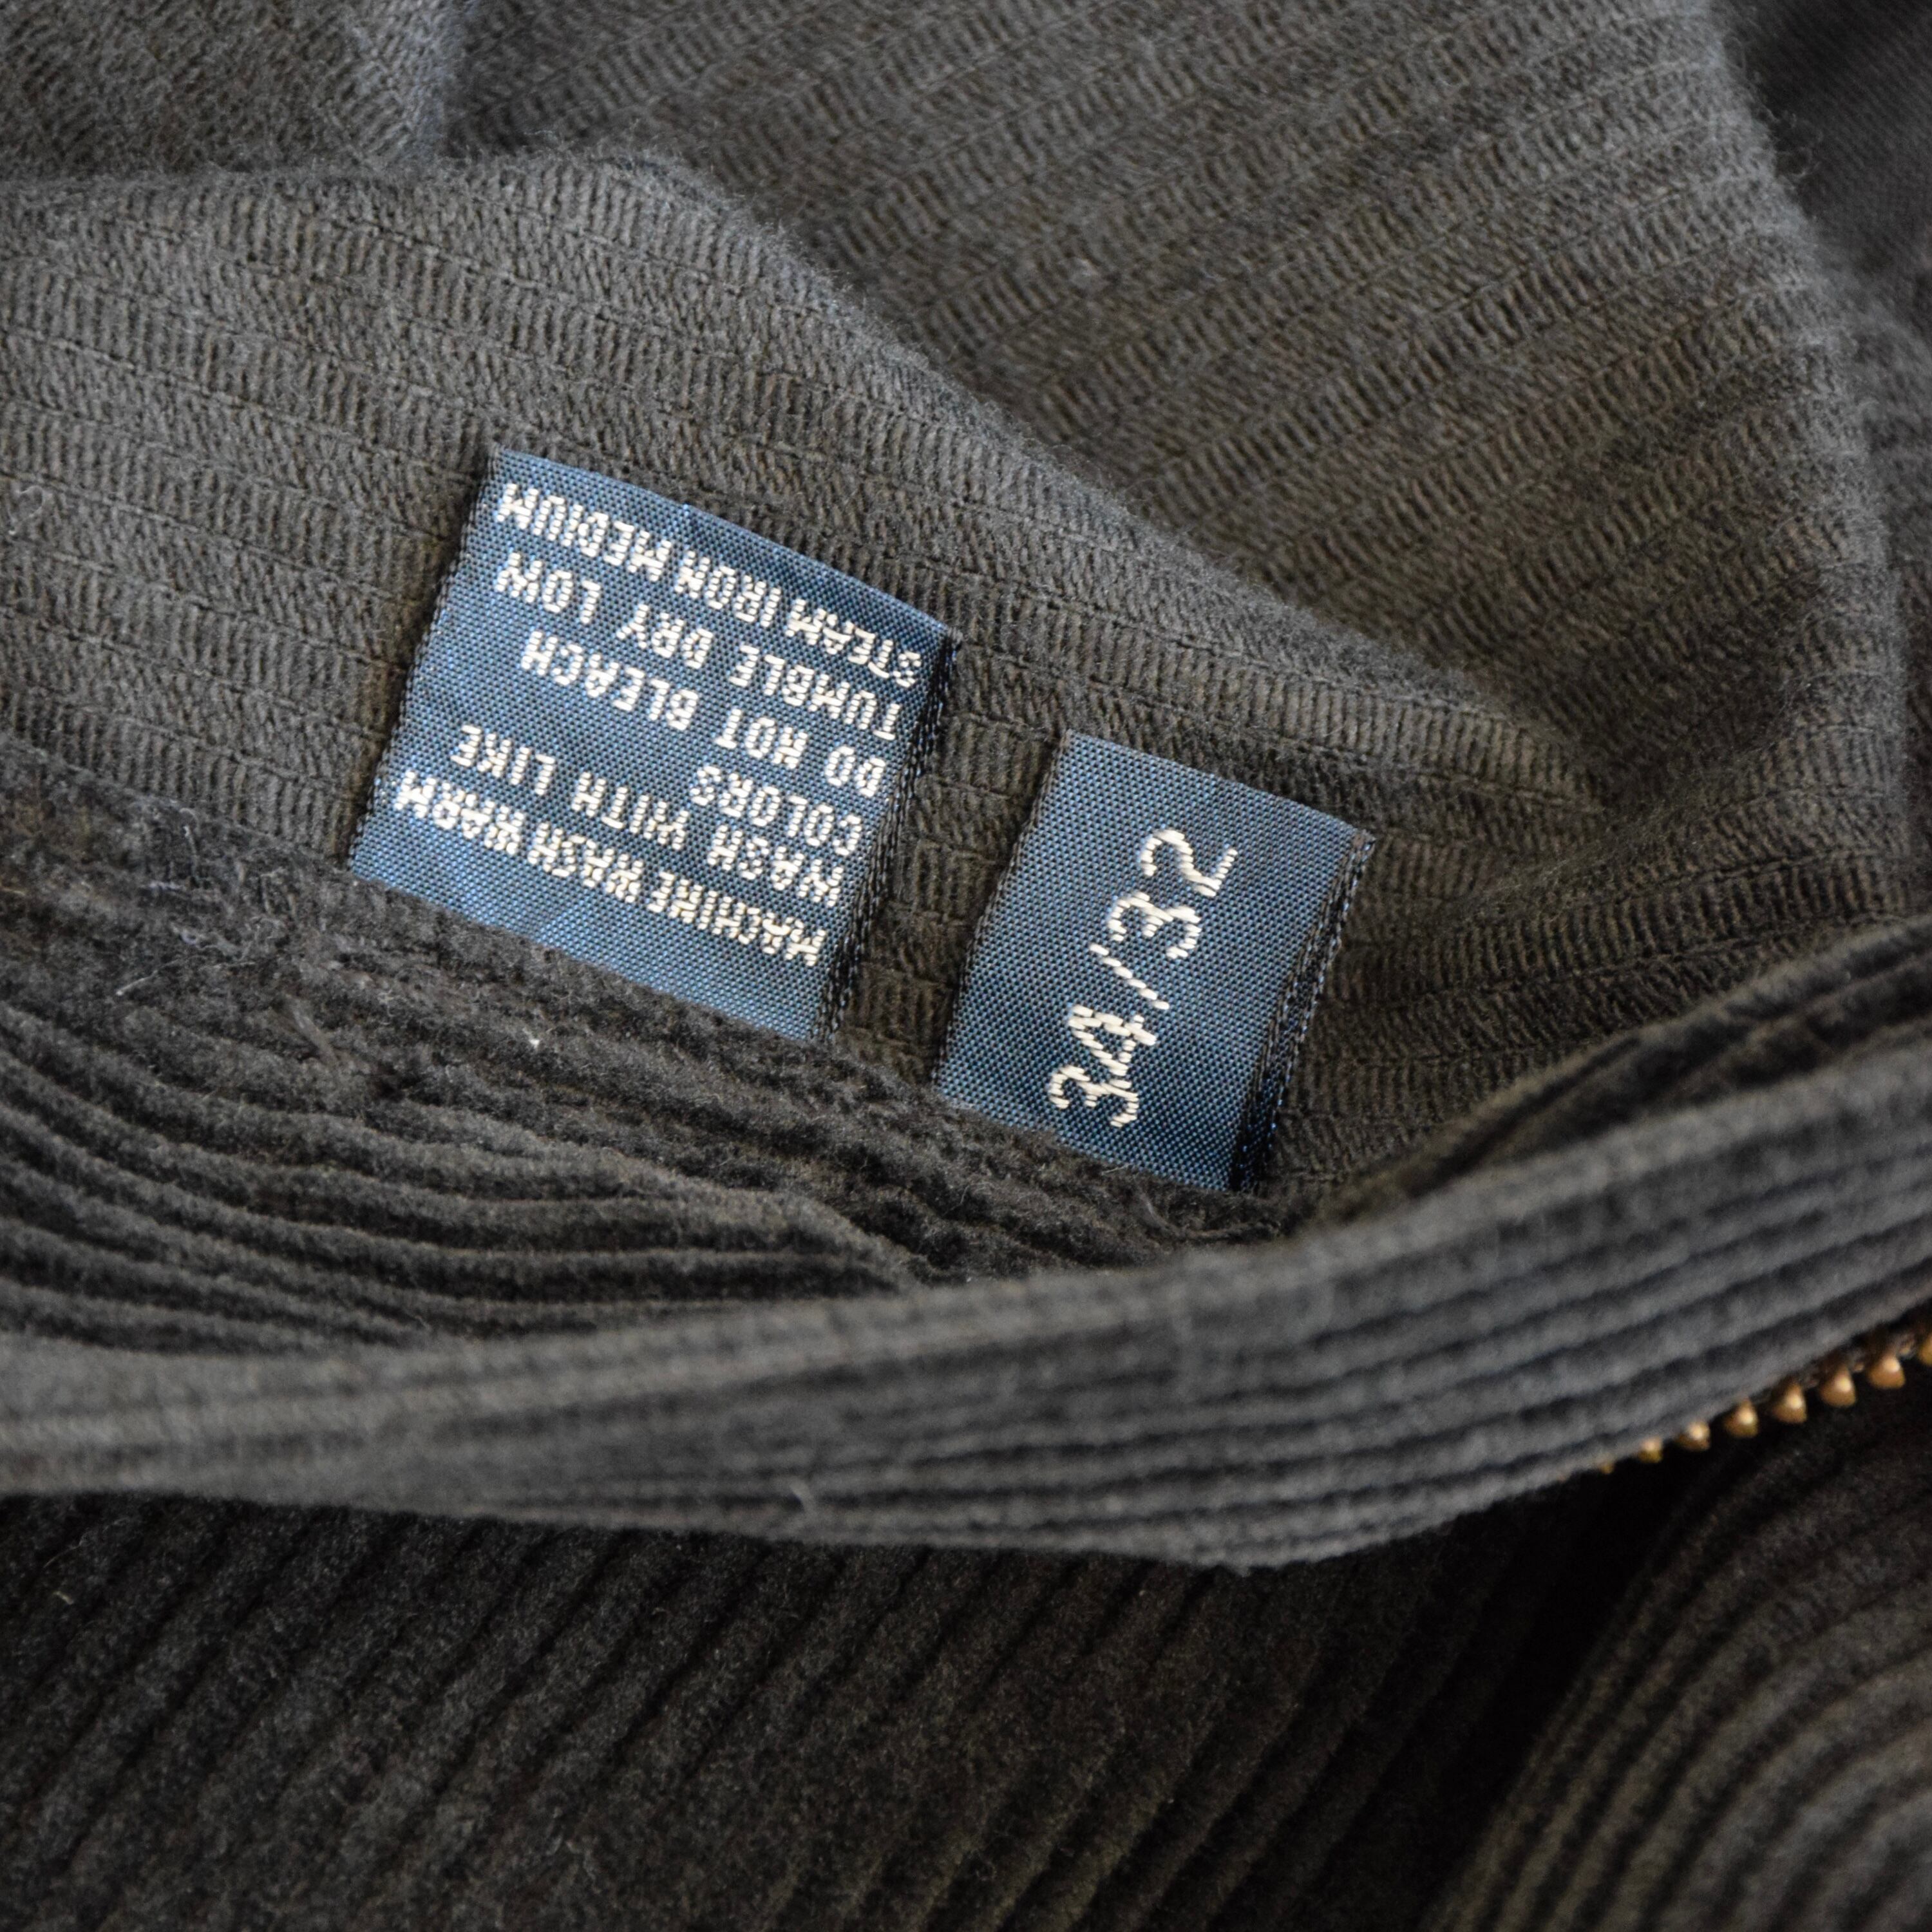 MACHINE WASH WARM
WASH WITH LIKE
COLORS
DO NOT BLEACH
TUMBLE DRY LOW
STEAM IRON MEDIUM
34//32